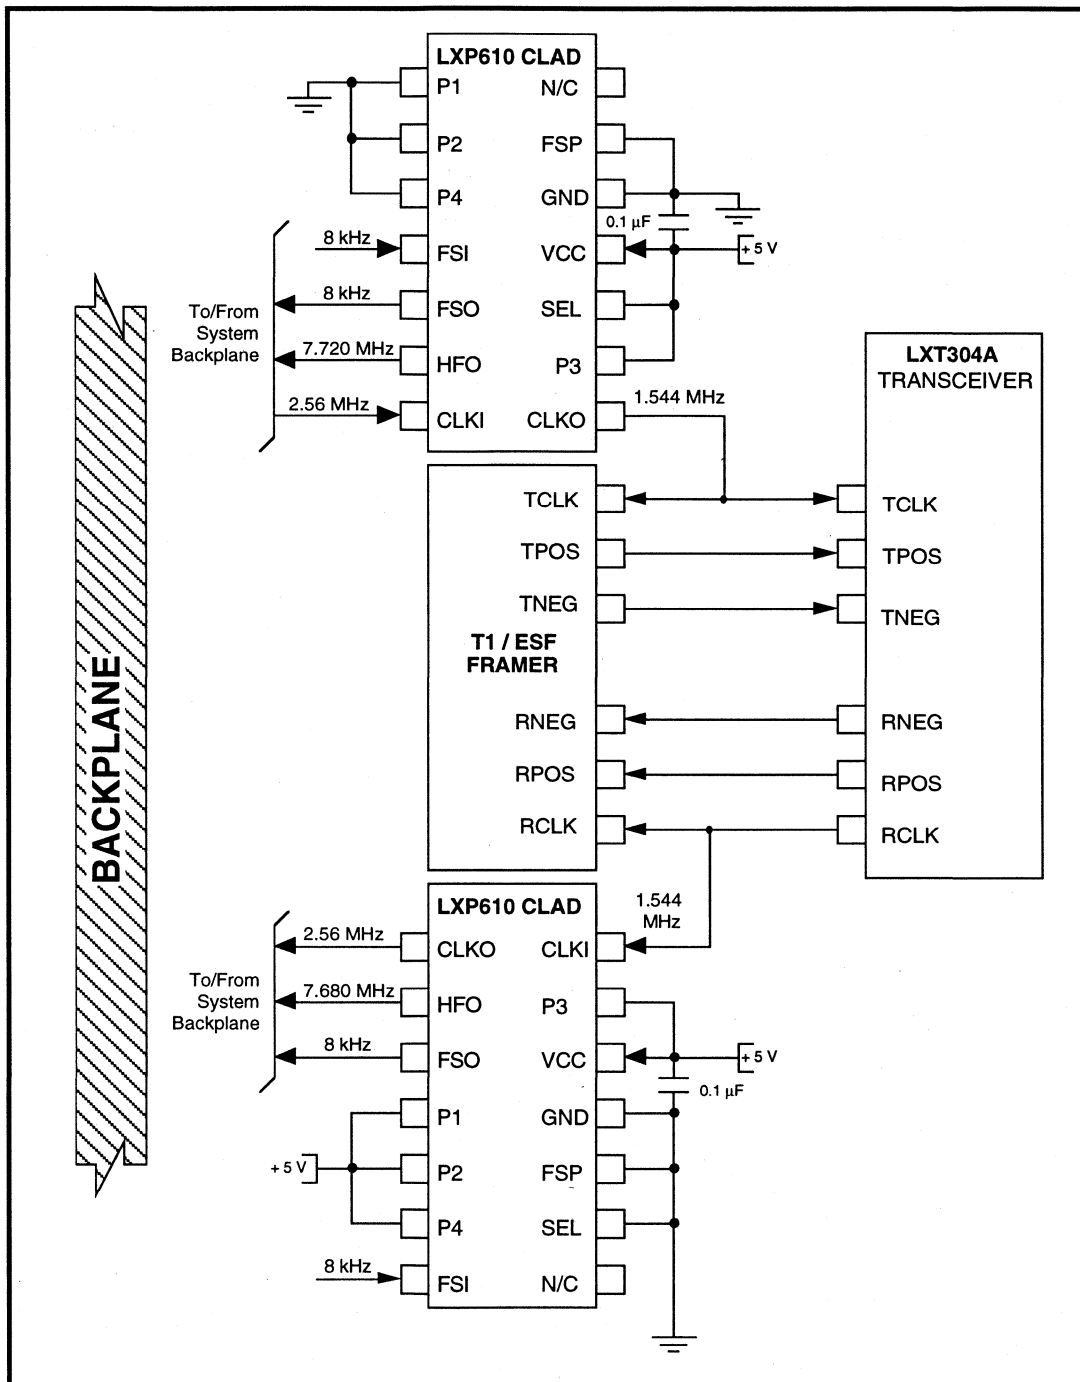 LXP610 CLAD
P1 N/C
P2 FSP
P4 GND
0.1 µF
8 kHz FSI VCC + 5 V
8 kHz FSO SEL
To/From
System
Backplane
7.720 MHz HFO P3
2.56 MHz CLKI CLKO 1.544 MHz
LXT304A
TRANSCEIVER
TCLK TCLK
TPOS TPOS
TNEG TNEG
T1 / ESF
FRAMER
RNEG RNEG
RPOS RPOS
RCLK RCLK
BACKPLANE
LXP610 CLAD
1.544
MHz
2.56 MHz CLKO CLKI
To/From
System
Backplane
7.680 MHz HFO P3
8 kHz FSO VCC + 5 V
0.1 µF
P1 GND
+ 5 V P2 FSP
P4 SEL
8 kHz FSI N/C